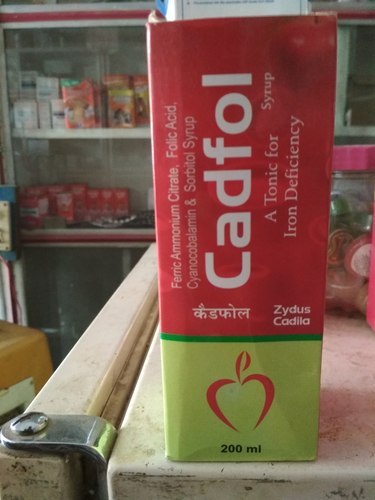 Ferric Ammonium Citrate, Folic Acid,
Cyanocobalamin & Sorbitol Syrup
Cadfol
Syrup
A Tonic for
Iron Deficiency
कैडफोल
Zydus
Cadila
200 ml